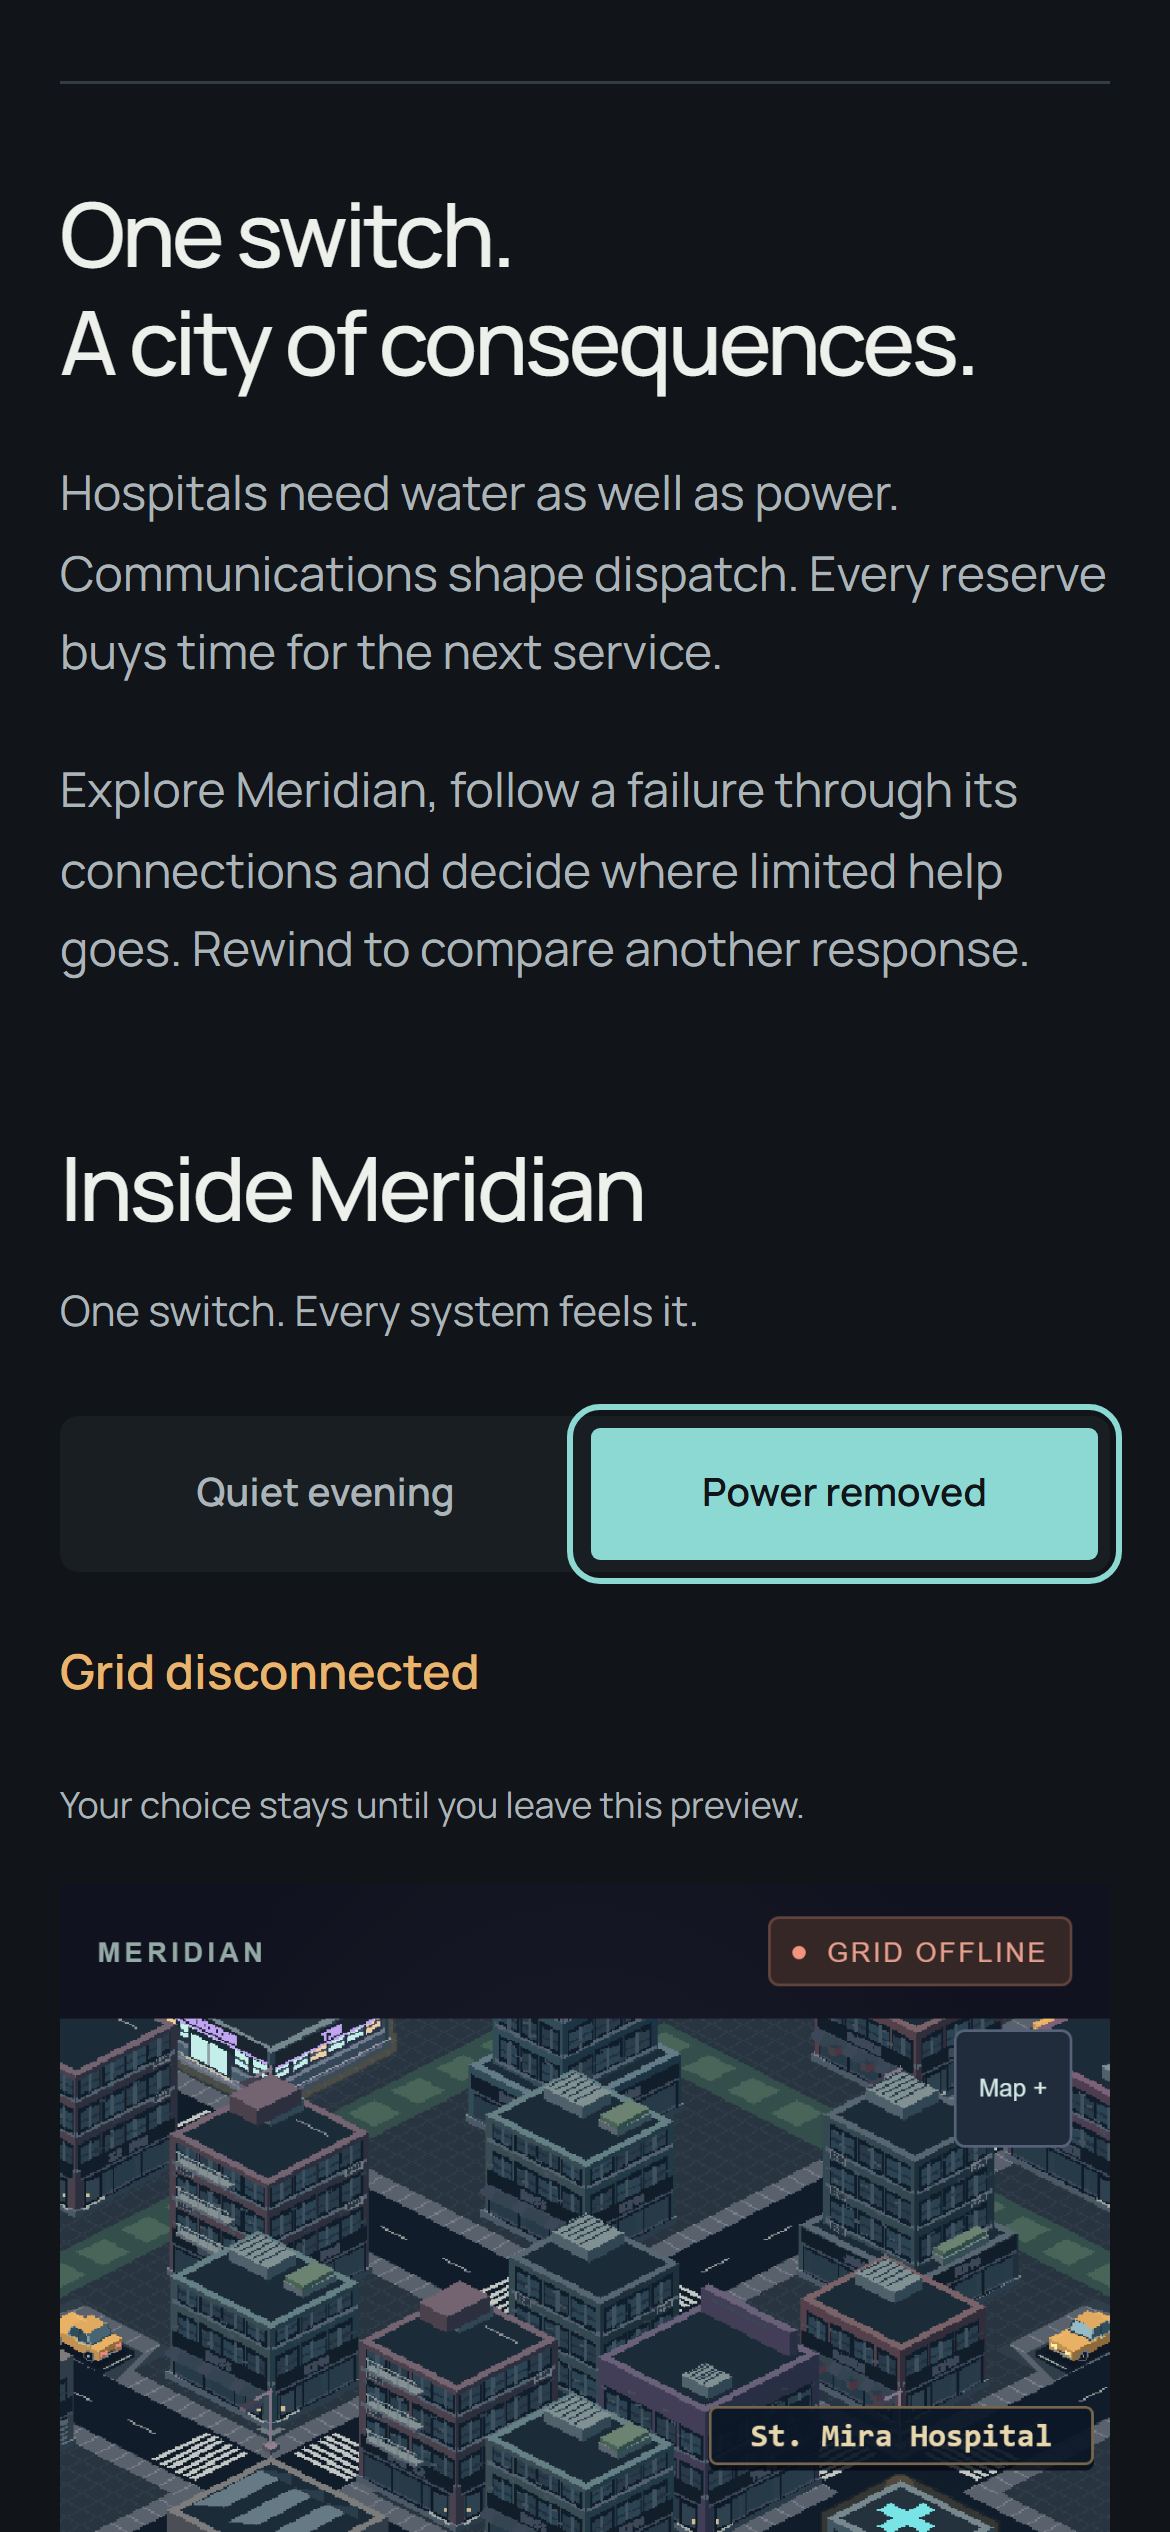 One switch.
A city of consequences.
Hospitals need water as well as power.
Communications shape dispatch. Every reserve
buys time for the next service.
Explore Meridian, follow a failure through its
connections and decide where limited help
goes. Rewind to compare another response.
Inside Meridian
One switch. Every system feels it.
Quiet evening
Power removed
Grid disconnected
Your choice stays until you leave this preview.
MERIDIAN
GRID OFFLINE
Map +
St. Mira Hospital